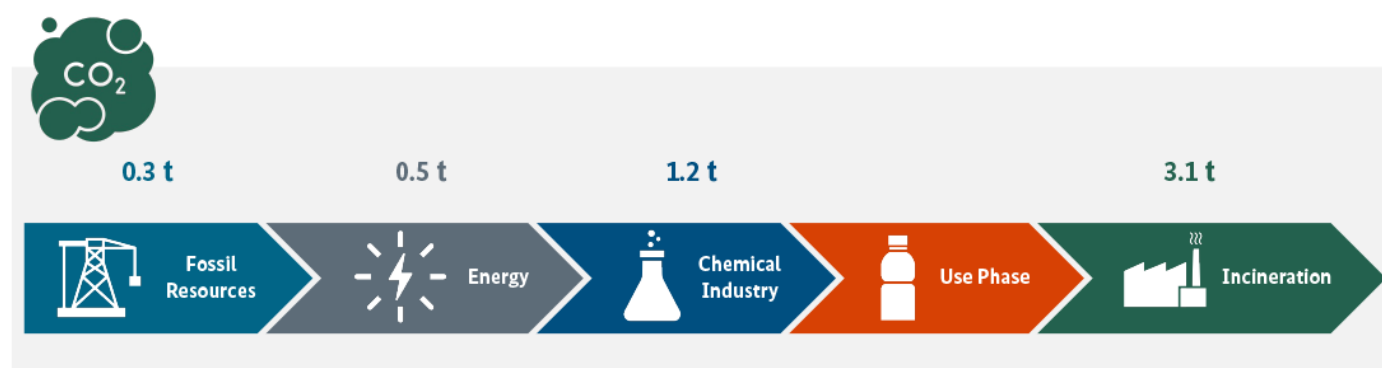 CO₂
0.3 t
0.5 t
1.2 t
3.1 t
Fossil
Resources
Energy
Chemical
Industry
Use Phase
Incineration